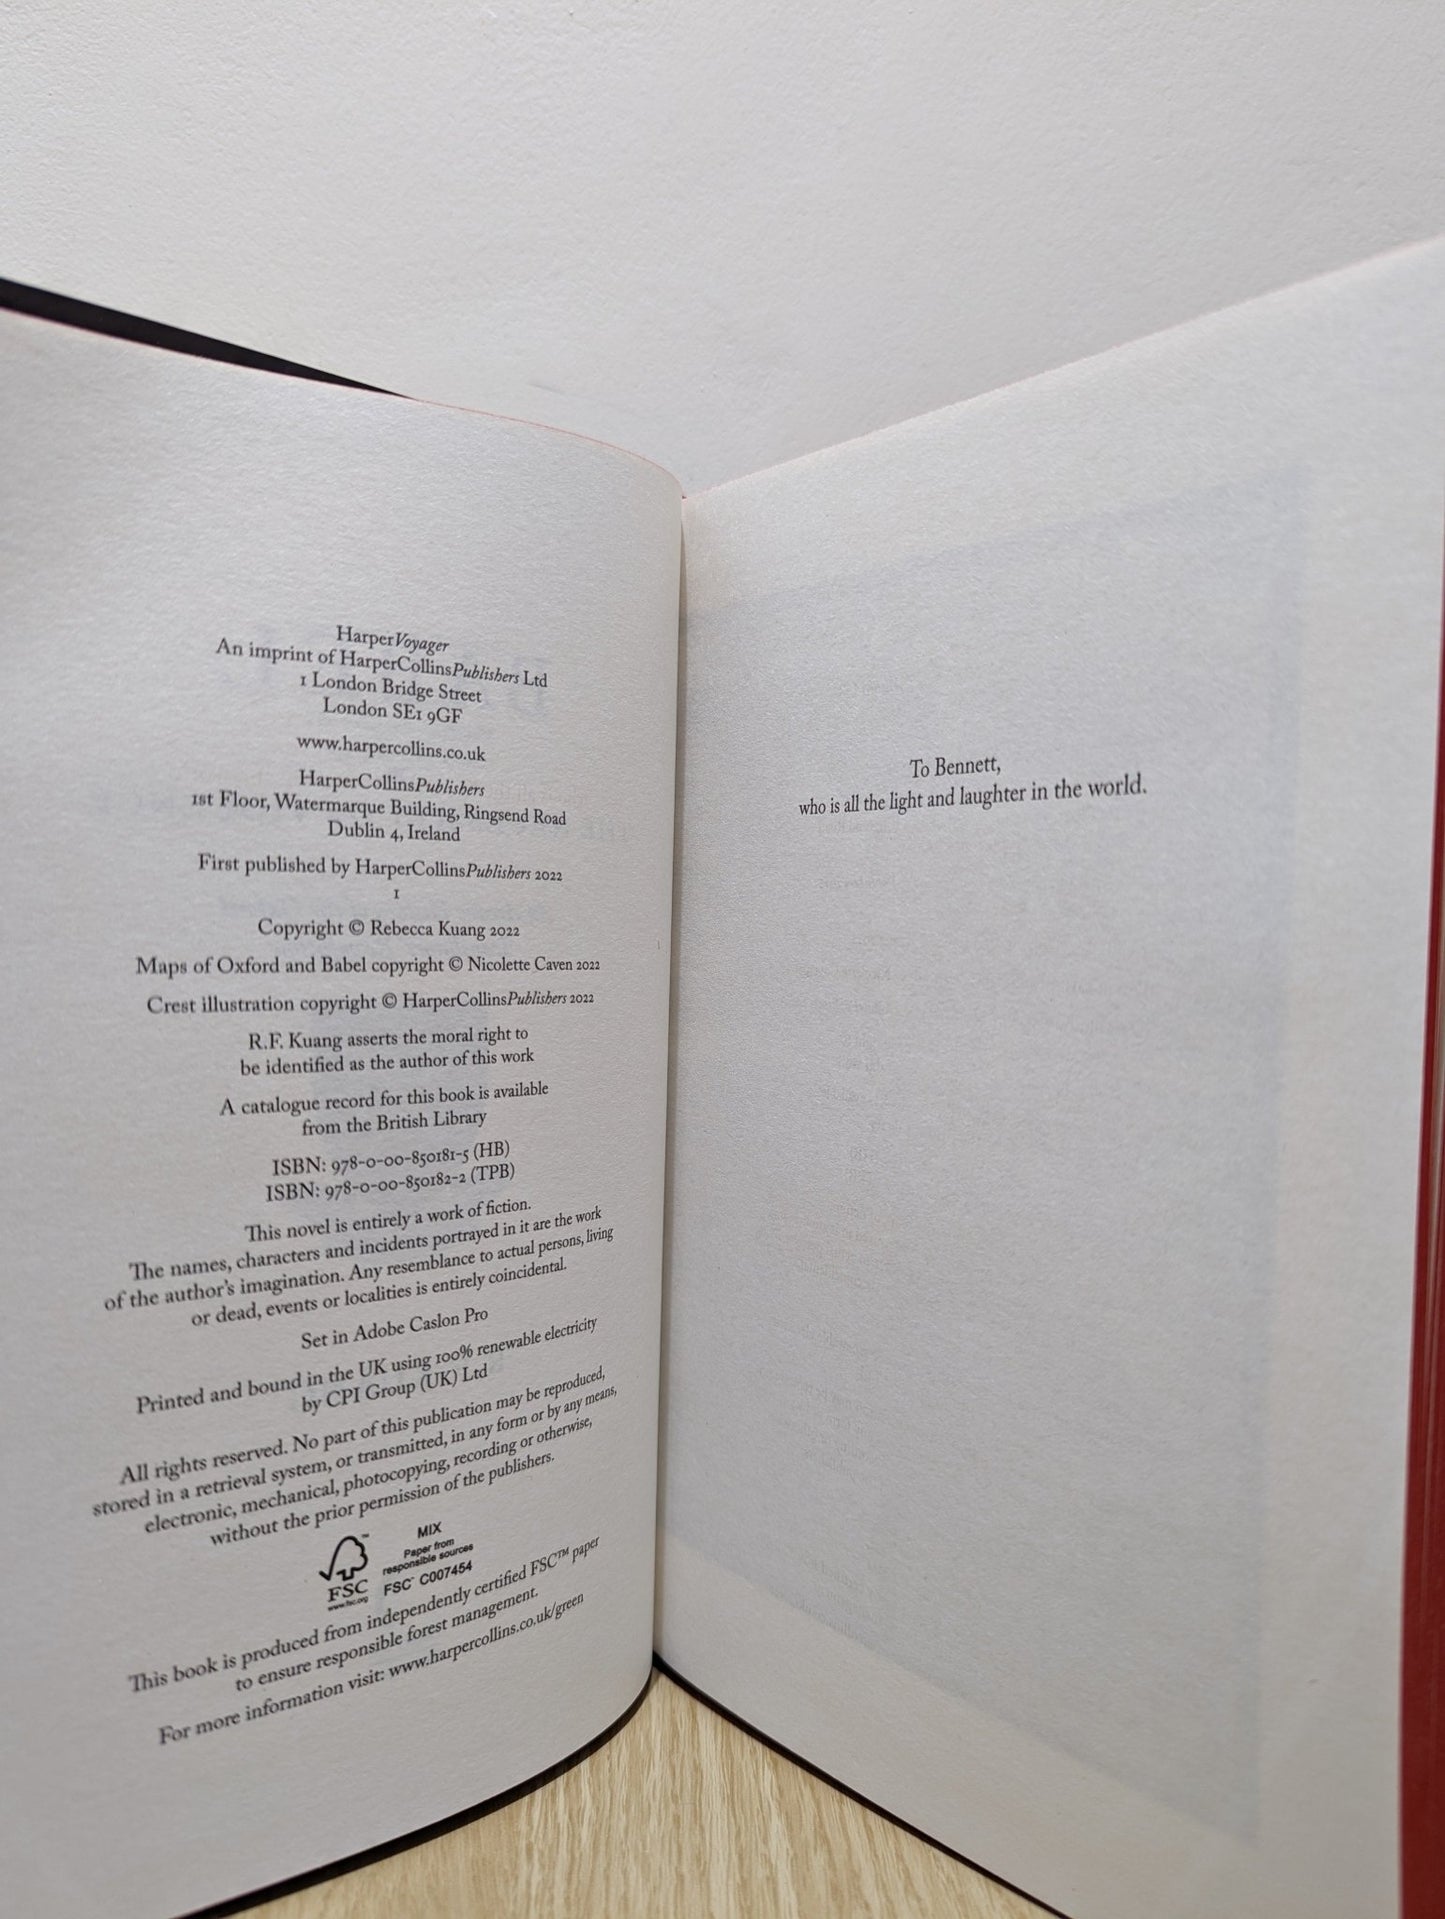 HarperVoyager
An imprint of HarperCollinsPublishers Ltd
1 London Bridge Street
London SE1 9GF
www.harpercollins.co.uk
HarperCollinsPublishers
1st Floor, Watermarque Building, Ringsend Road
Dublin 4, Ireland
First published by HarperCollinsPublishers 2022
1
Copyright © Rebecca Kuang 2022
Maps of Oxford and Babel copyright © Nicolette Caven 2022
Crest illustration copyright © HarperCollinsPublishers 2022
R.F. Kuang asserts the moral right to
be identified as the author of this work
A catalogue record for this book is available
from the British Library
ISBN: 978-0-00-850181-5 (HB)
ISBN: 978-0-00-850182-2 (TPB)
This novel is entirely a work of fiction.
The names, characters and incidents portrayed in it are the work
of the author's imagination. Any resemblance to actual persons, living
or dead, events or localities is entirely coincidental.
Set in Adobe Caslon Pro
Printed and bound in the UK using 100% renewable electricity
by CPI Group (UK) Ltd
All rights reserved. No part of this publication may be reproduced,
stored in a retrieval system, or transmitted, in any form or by any means,
electronic, mechanical, photocopying, recording or otherwise,
without the prior permission of the publishers.
FSC™
www.fsc.org
MIX
Paper from
responsible sources
FSC™ C007454
This book is produced from independently certified FSC™ paper
to ensure responsible forest management.
For more information visit: www.harpercollins.co.uk/green
To Bennett,
who is all the light and laughter in the world.